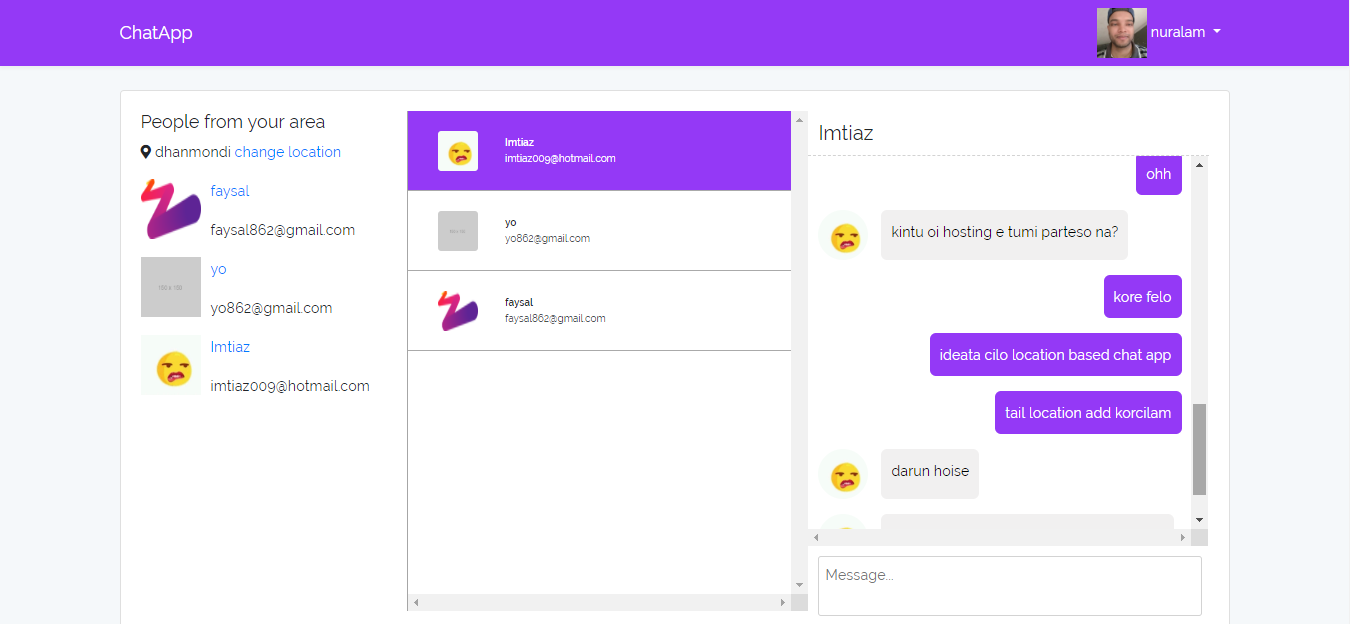 ChatApp
nuralam
People from your area
dhanmondi change location
faysal
faysal862@gmail.com
yo
yo862@gmail.com
Imtiaz
imtiaz009@hotmail.com
Imtiaz
imtiaz009@hotmail.com
yo
yo862@gmail.com
faysal
faysal862@gmail.com
Imtiaz
ohh
kintu oi hosting e tumi parteso na?
kore felo
ideata cilo location based chat app
tail location add korcilam
darun hoise
Message...